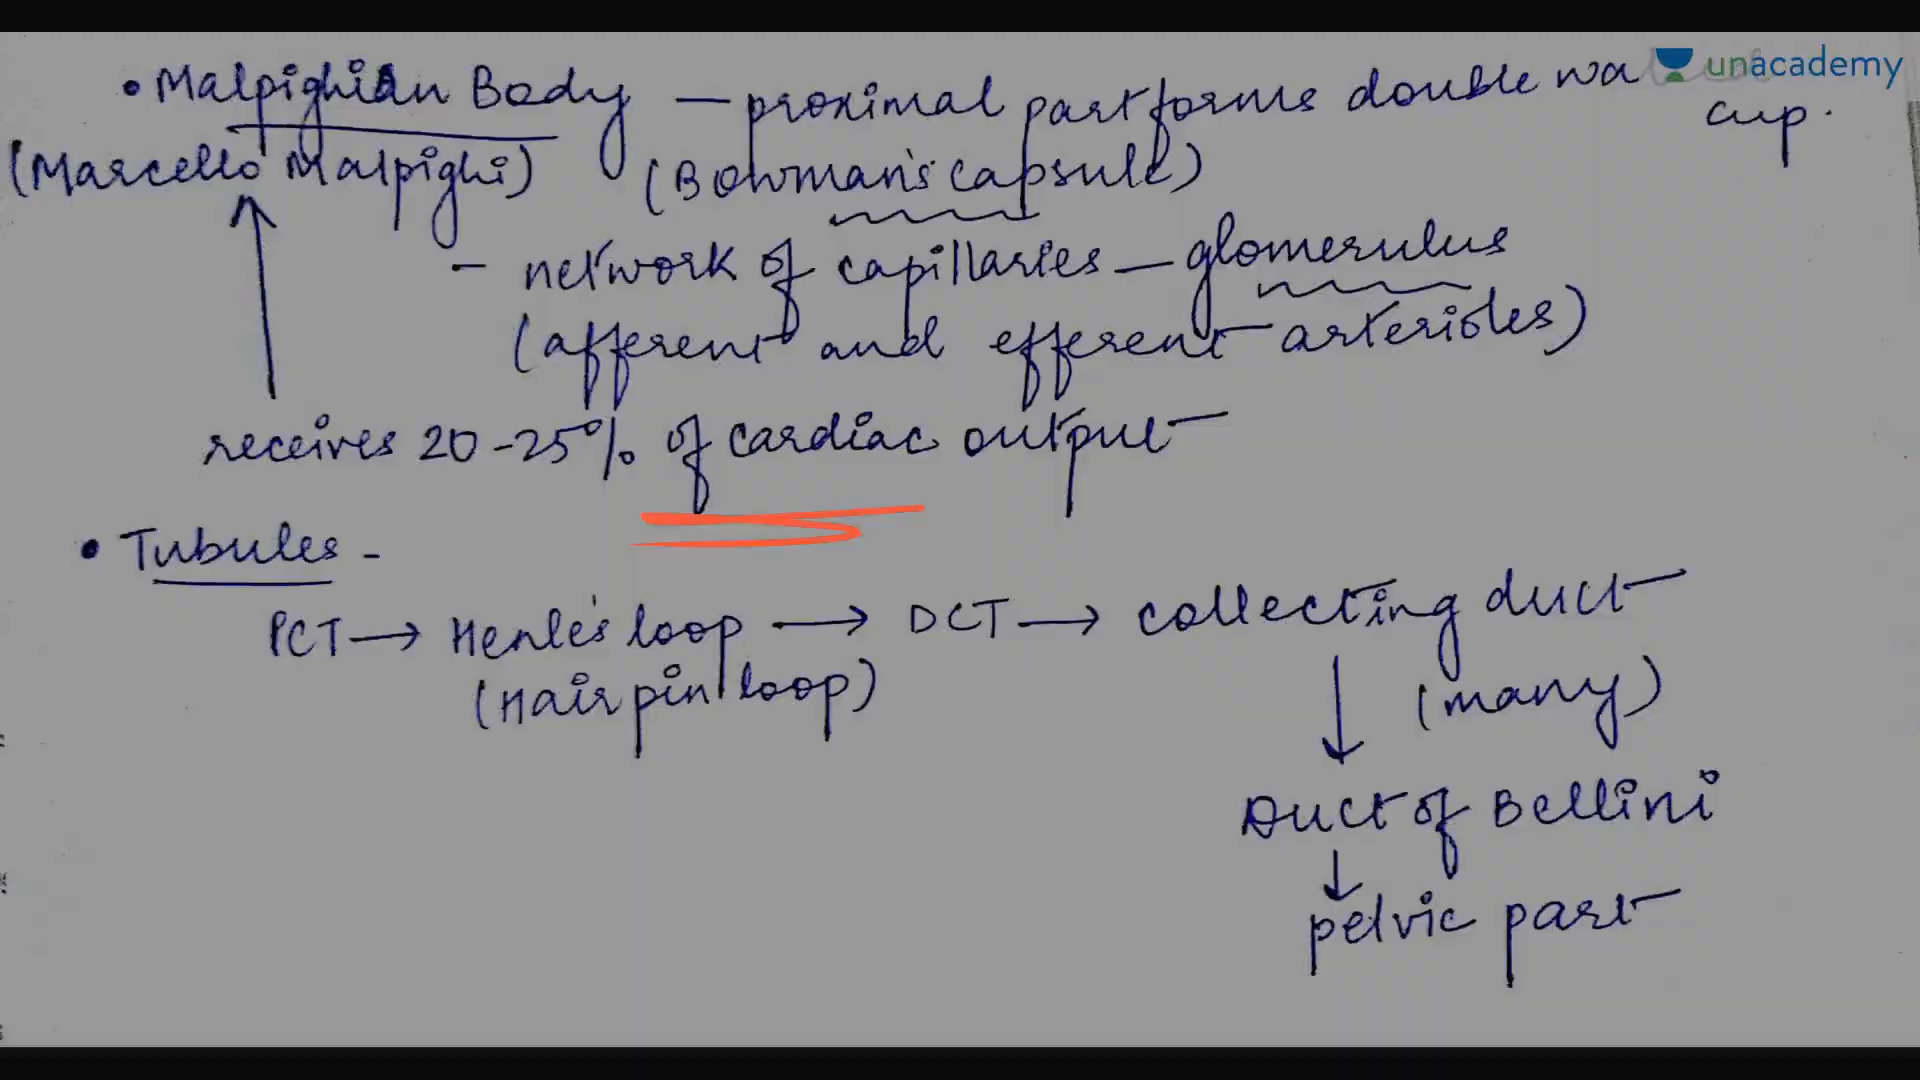 • Malpighian Body – proximal part forms double wa
unacademy
cup.
(Marcello Malpighi) (Bowman's capsule)
- network of capillaries – glomerulus
(afferent and efferent arterioles)
receives 20-25% of cardiac output
• Tubules -
PCT → Henle's loop → DCT → collecting duct
(Hairpin loop) (many)
Duct of Bellini
pelvic part